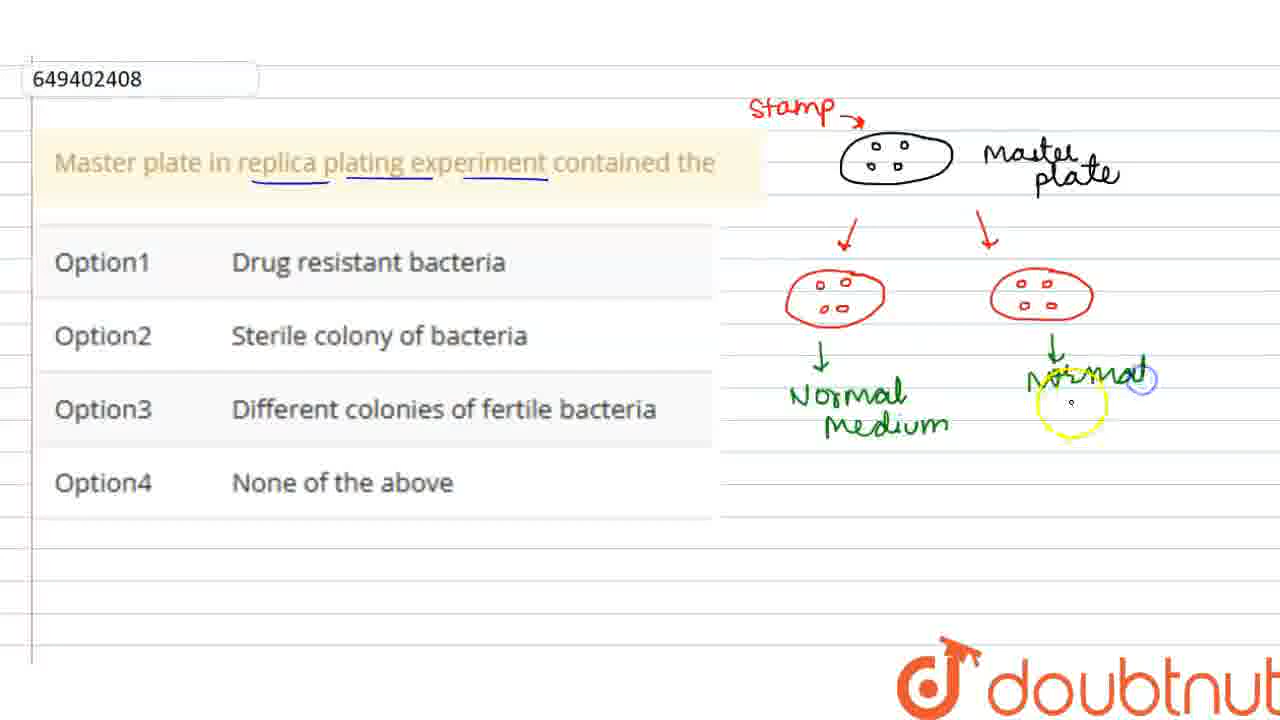 649402408
Master plate in replica plating experiment contained the
Option1 Drug resistant bacteria
Option2 Sterile colony of bacteria
Option3 Different colonies of fertile bacteria
Option4 None of the above
Stamp
Master
plate
Normal
Medium
Normal
doubtnut